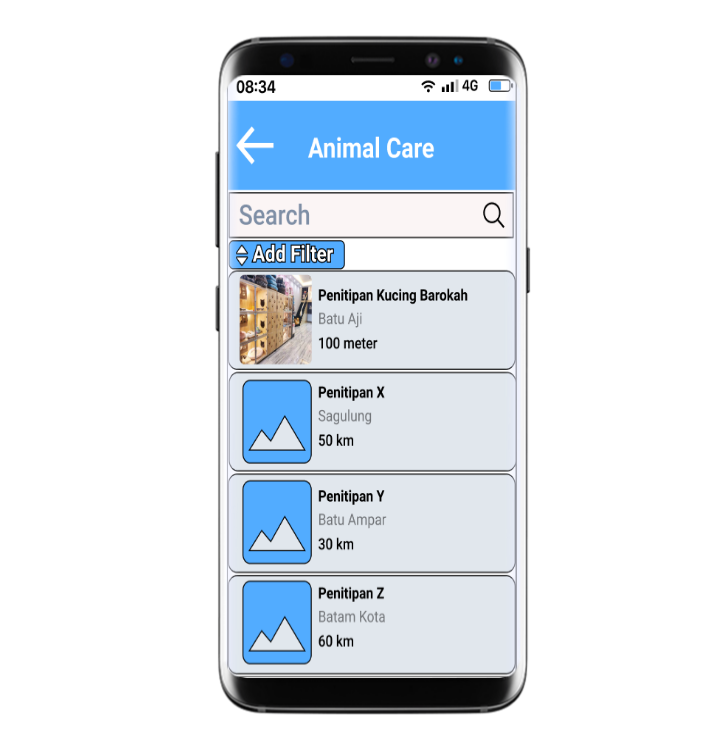 08:34 4G
Animal Care
Search
Add Filter
Penitipan Kucing Barokah
Batu Aji
100 meter
Penitipan X
Sagulung
50 km
Penitipan Y
Batu Ampar
30 km
Penitipan Z
Batam Kota
60 km